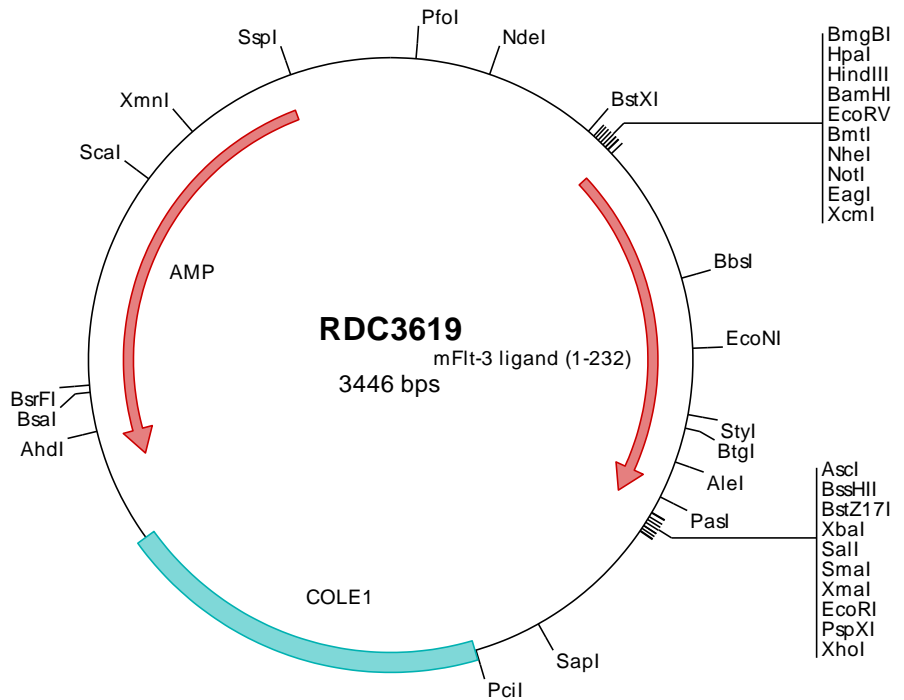 PfoI
SspI
NdeI
BmgBI
HpaI
HindIII
BamHI
EcoRV
BmtI
NheI
NotI
EagI
XcmI
XmnI
BstXI
ScaI
AMP
BbsI
RDC3619
EcoNI
mFlt-3 ligand (1-232)
3446 bps
BsrFI
BsaI
AhdI
StyI
BtgI
AleI
PasI
AscI
BssHII
BstZ17I
XbaI
SalI
SmaI
XmaI
EcoRI
PspXI
XhoI
COLE1
SapI
PciI